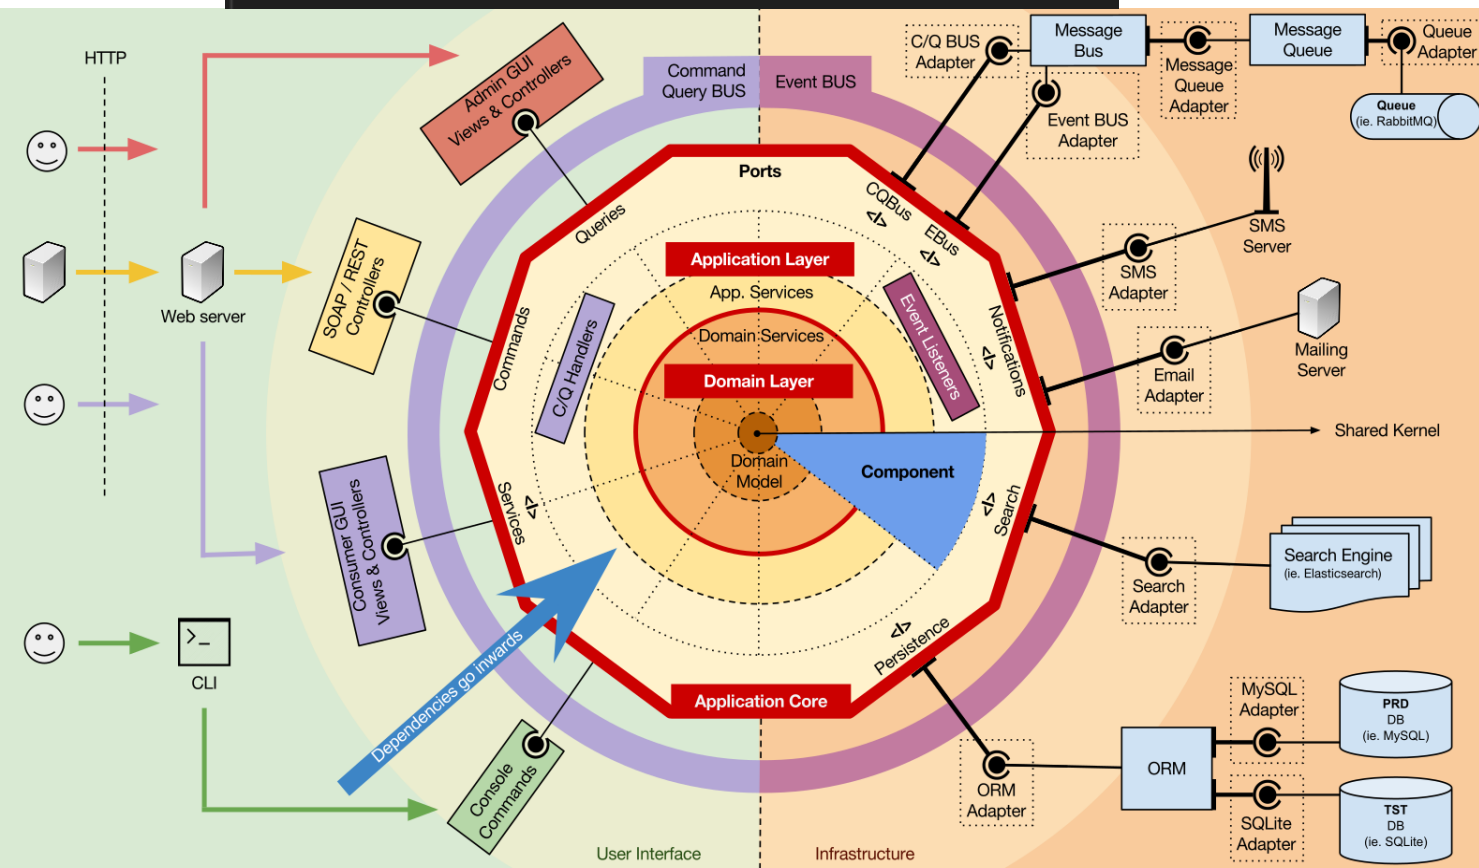 HTTP
Web server
>_
CLI
Admin GUI
Views & Controllers
SOAP / REST
Controllers
Consumer GUI
Views & Controllers
Console
Commands
Dependencies go inwards
Command
Query BUS
Event BUS
Ports
Queries
Commands
Services
<I>
C/Q Handlers
Application Layer
App. Services
Domain Services
Domain Layer
Domain
Model
Component
Event Listeners
CQBus
<I>
EBus
<I>
Notifications
<I>
Search
<I>
Persistence
<I>
Application Core
Shared Kernel
C/Q BUS
Adapter
Message
Bus
Event BUS
Adapter
Message
Queue
Adapter
Message
Queue
Queue
Adapter
Queue
(ie. RabbitMQ)
SMS
Server
SMS
Adapter
Mailing
Server
Email
Adapter
Search Engine
(ie. Elasticsearch)
Search
Adapter
ORM
Adapter
ORM
MySQL
Adapter
PRD
DB
(ie. MySQL)
SQLite
Adapter
TST
DB
(ie. SQLite)
User Interface
Infrastructure